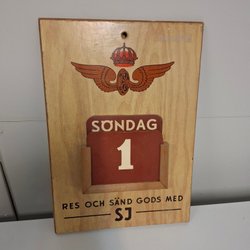 SÖNDAG
1
RES OCH SÄND GODS MED
SJ